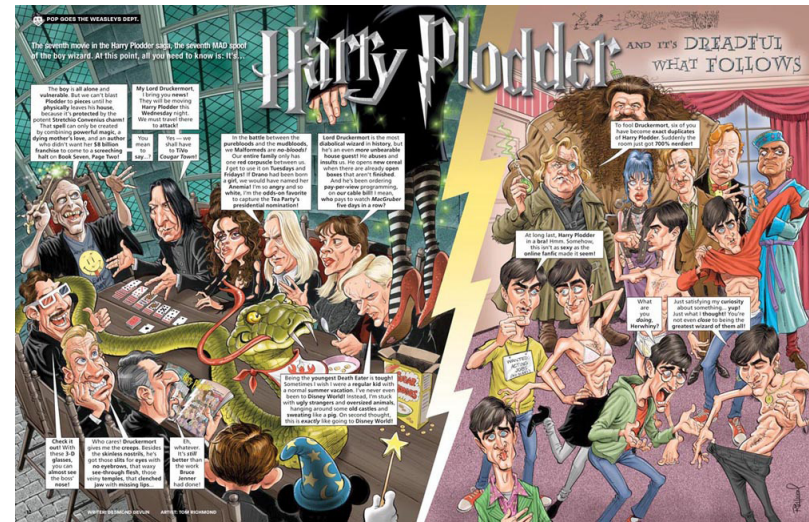 POP GOES THE WEASLEYS DEPT.
The seventh movie in the Harry Plodder saga, the seventh MAD spoof
of the boy wizard. At this point, all you need to know is: It's...
Harry Plodder
AND IT'S DREADFUL
WHAT FOLLOWS
The boy is all alone and
vulnerable. But we can't blast
Plodder to pieces until he
physically leaves his house,
because it's protected by the
potent Stretchio Convenius charm!
That spell can only be created
by combining powerful magic, a
dying mother's love, and an author
who didn't want her $8 billion
franchise to come to a screeching
halt on Book Seven, Page Two!
My Lord Druckermort,
I bring you news!
They will be moving
Harry Plodder this
Wednesday night.
We must travel there
to attack!
You
mean
to
say...?
Yes — we
shall have
to TiVo
Cougar Town!
In the battle between the
purebloods and the mudbloods,
we Malformeds are no-bloods!
Our entire family only has
one red corpuscle between us.
I get to use it on Tuesdays and
Fridays! If Drano had been born
a girl, we would have named her
Anemia! I'm so angry and so
white, I'm the odds-on favorite
to capture the Tea Party's
presidential nomination!
Lord Druckermort is the most
diabolical wizard in history, but
he's an even more unbearable
house guest! He abuses and
insults us. He opens new cereal
when there are already open
boxes that aren't finished.
And he's been ordering
pay-per-view programming,
on our cable bill! I mean,
who pays to watch MacGruber
five days in a row?
To fool Druckermort, six of you
have become exact duplicates
of Harry Plodder. Suddenly the
room just got 700% nerdier!
At long last, Harry Plodder
in a bra! Hmm. Somehow,
this isn't as sexy as the
online fanfic made it seem!
What
are
you
doing,
Herwhiny?
Just satisfying my curiosity
about something... yup!
Just what I thought! You're
not even close to being the
greatest wizard of them all!
Being the youngest Death Eater is tough!
Sometimes I wish I were a regular kid with
a normal summer vacation. I've never even
been to Disney World! Instead, I'm stuck
with ugly strangers and oversized animals,
hanging around some old castles and
sweating like a pig. On second thought,
this is exactly like going to Disney World!
Check it
out! With
these 3-D
glasses,
you can
almost see
the boss'
nose!
Who cares! Druckermort
gives me the creeps. Besides
the skinless nostrils, he's
got those slits for eyes with
no eyebrows, that waxy
see-through flesh, those
veiny temples, that clenched
jaw with missing lips...
Eh,
whatever.
It's still
better than
the work
Bruce
Jenner
had done!
WRITER: DESMOND DEVLIN
ARTIST: TOM RICHMOND